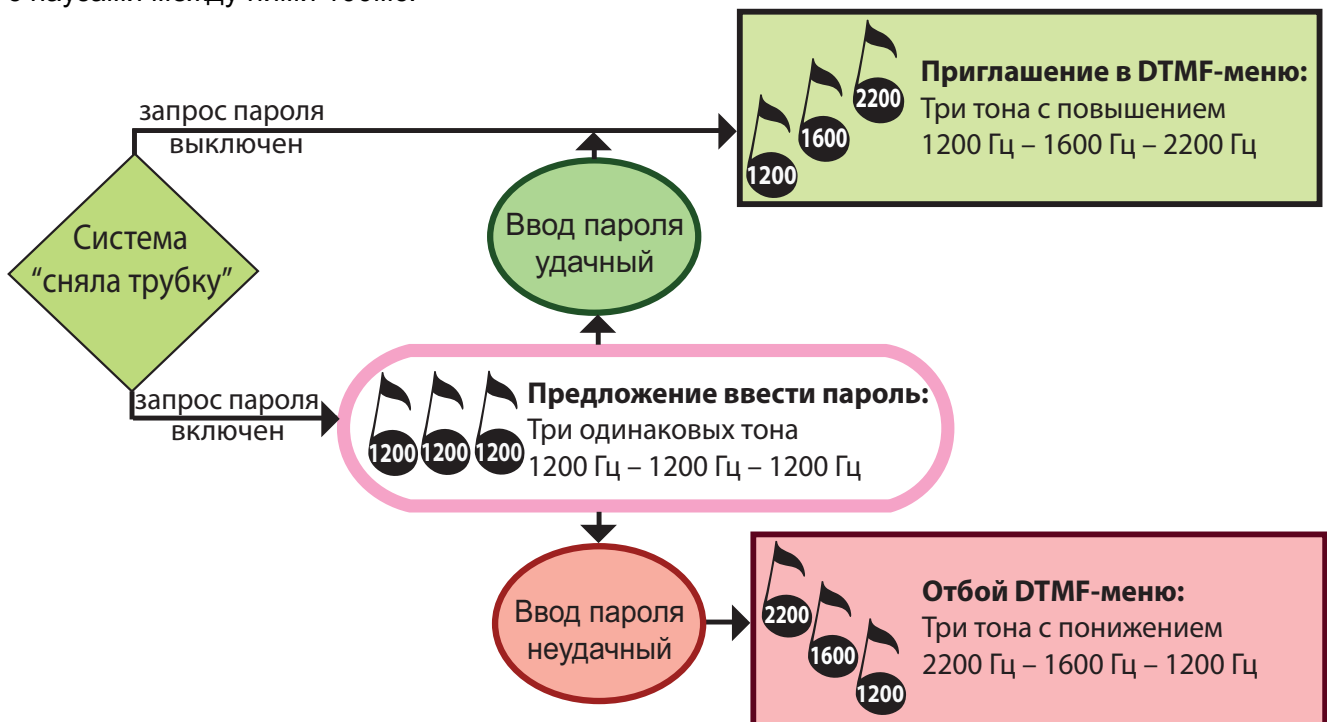 запрос пароля
выключен
1200
1600
2200
Приглашение в DTMF-меню:
Три тона с повышением
1200 Гц – 1600 Гц – 2200 Гц
Система
“сняла трубку”
Ввод пароля
удачный
запрос пароля
включен
1200 1200 1200
Предложение ввести пароль:
Три одинаковых тона
1200 Гц – 1200 Гц – 1200 Гц
Ввод пароля
неудачный
2200
1600
1200
Отбой DTMF-меню:
Три тона с понижением
2200 Гц – 1600 Гц – 1200 Гц